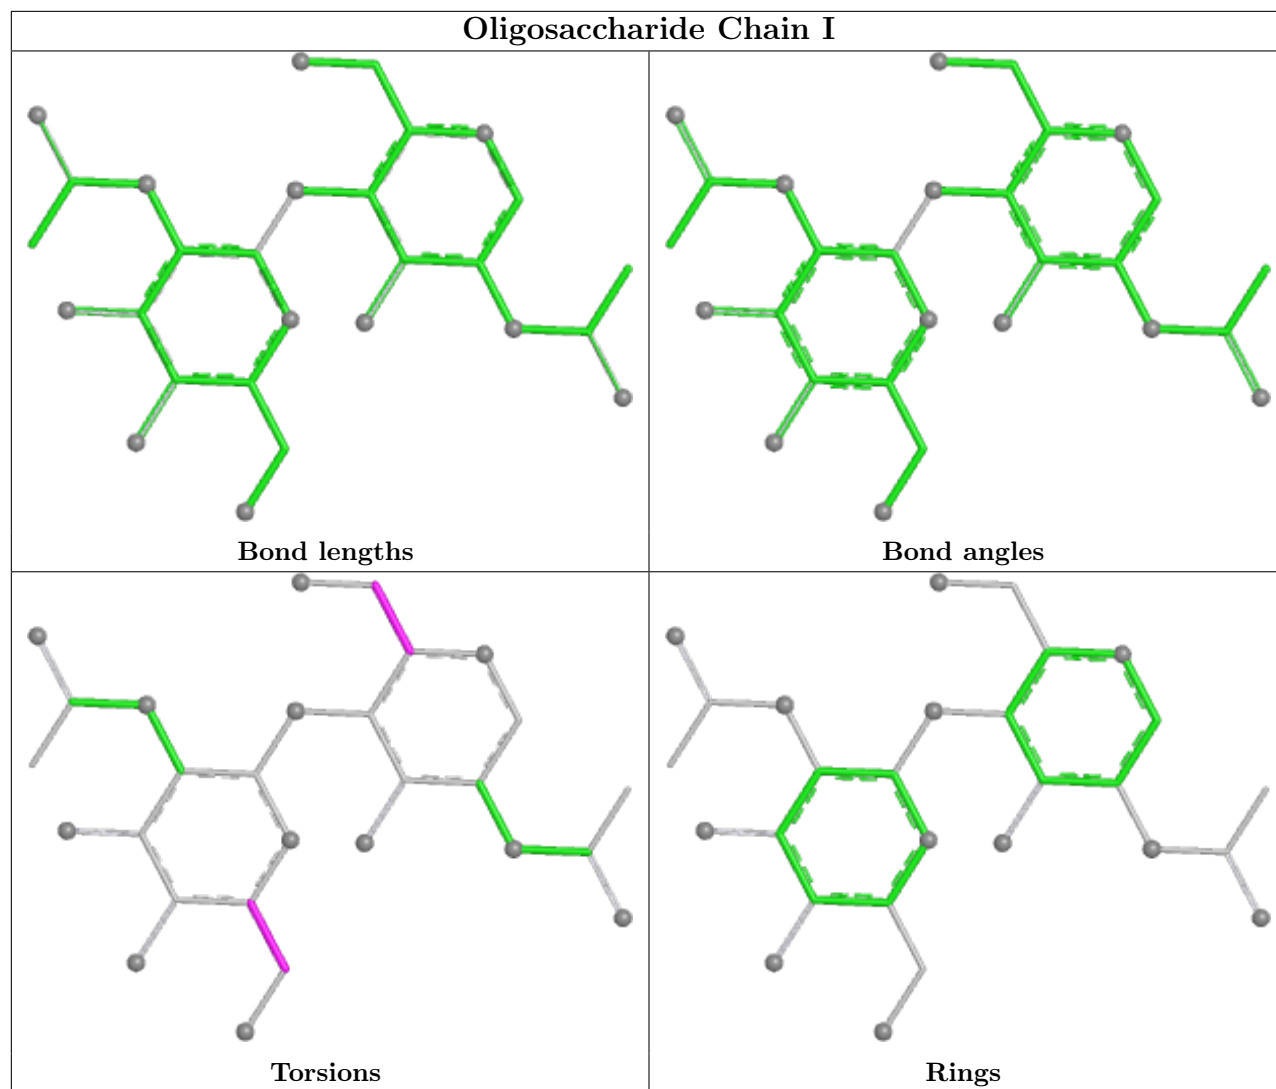 Oligosaccharide Chain I
Bond lengths
Bond angles
Torsions
Rings